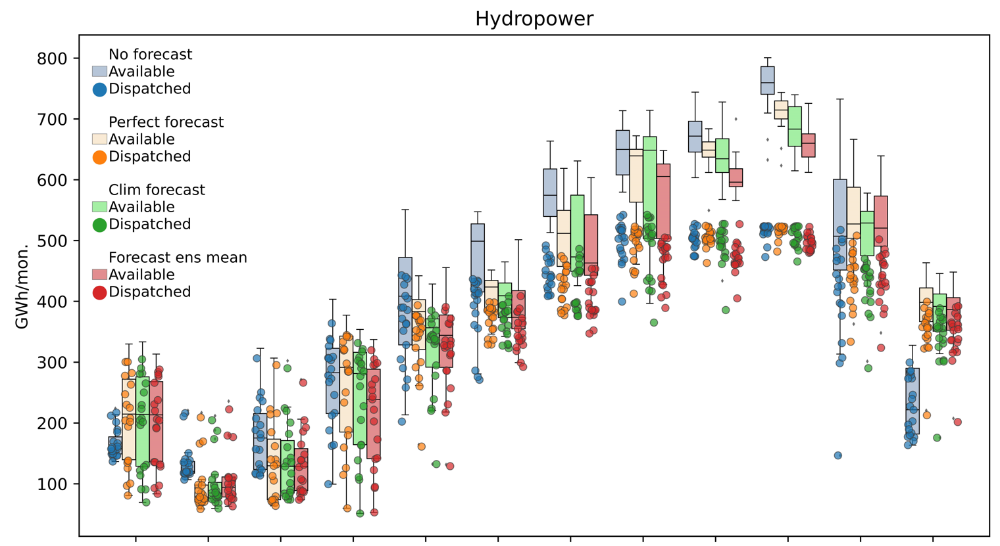 Hydropower
GWh/mon.
800
700
600
500
400
300
200
100
No forecast
Available
Dispatched
Perfect forecast
Available
Dispatched
Clim forecast
Available
Dispatched
Forecast ens mean
Available
Dispatched